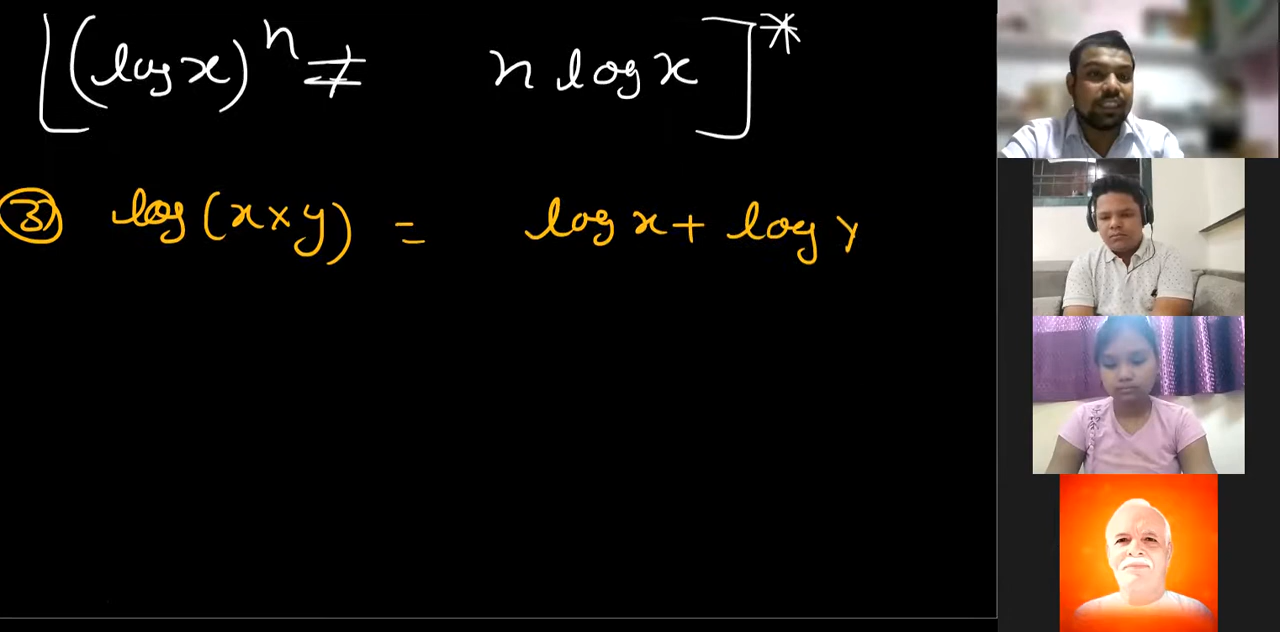 [(log x)^n ≠ n log x]*
③ log (x × y) = log x + log y